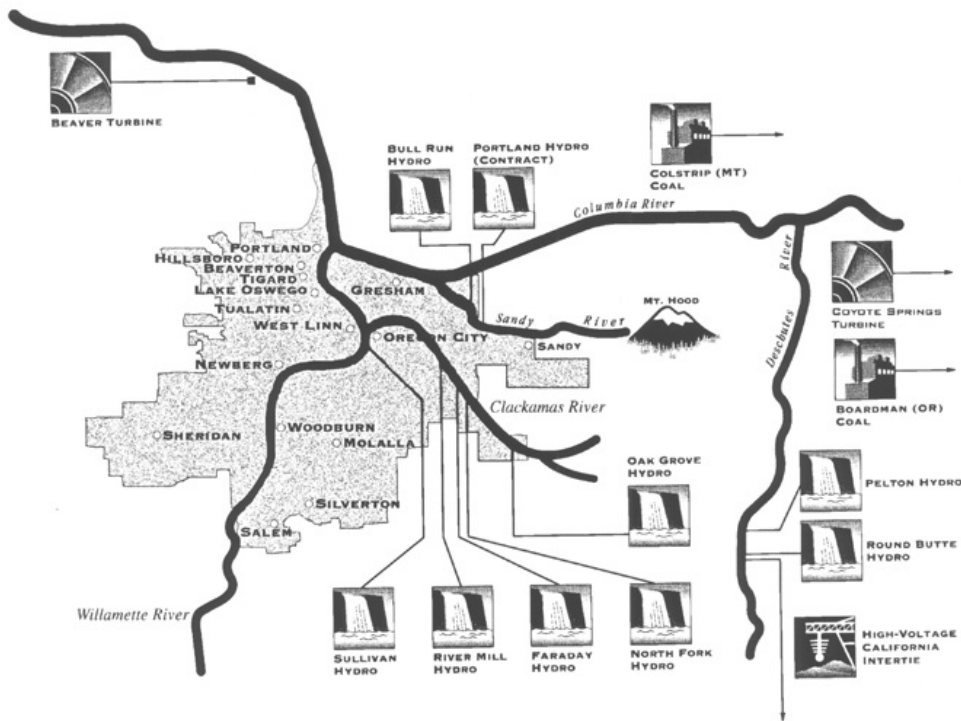 BEAVER TURBINE
BULL RUN
HYDRO
PORTLAND HYDRO
(CONTRACT)
COLSTRIP (MT)
COAL
Columbia River
PORTLAND
HILLSBORO
BEAVERTON
TIGARD
LAKE OSWEGO
GRESHAM
TUALATIN
WEST LINN
OREGON CITY
Sandy River
SANDY
MT. HOOD
Deschutes River
COYOTE SPRINGS
TURBINE
BOARDMAN (OR)
COAL
NEWBERG
Clackamas River
SHERIDAN
WOODBURN
MOLALLA
OAK GROVE
HYDRO
PELTON HYDRO
SILVERTON
SALEM
ROUND BUTTE
HYDRO
Willamette River
SULLIVAN
HYDRO
RIVER MILL
HYDRO
FARADAY
HYDRO
NORTH FORK
HYDRO
HIGH-VOLTAGE
CALIFORNIA
INTERTIE